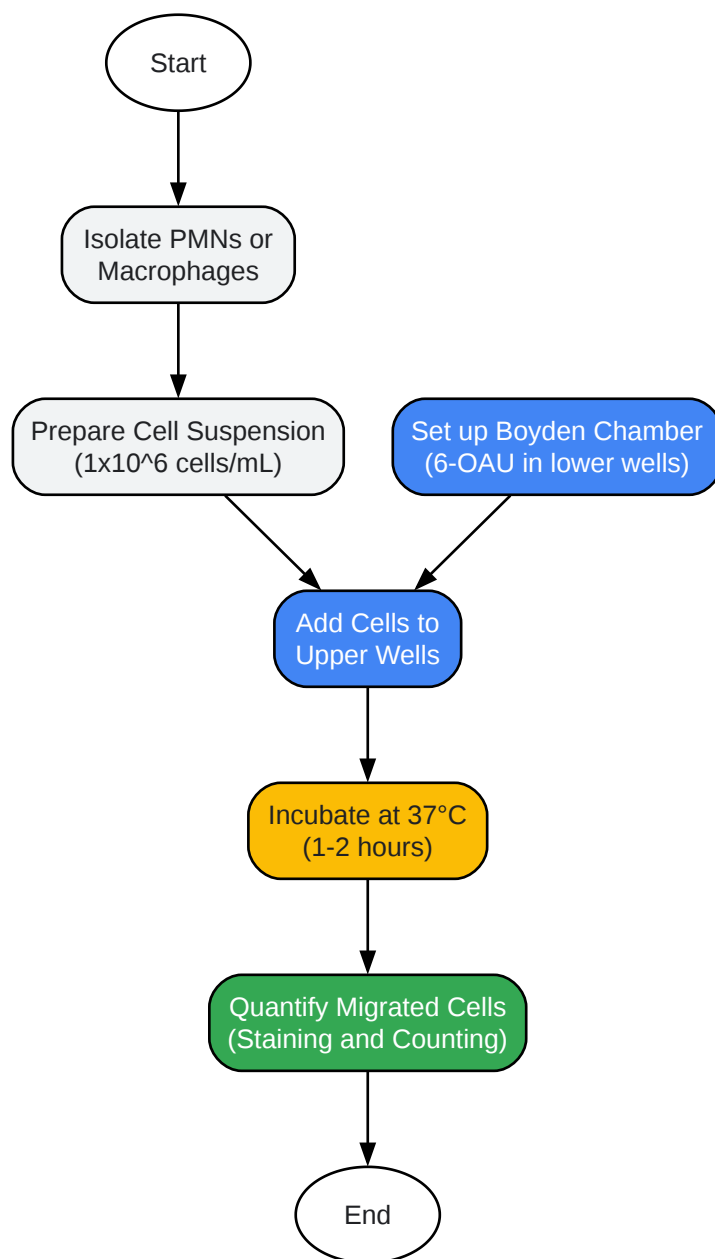 Start
Isolate PMNs or
Macrophages
Prepare Cell Suspension
(1x10^6 cells/mL)
Set up Boyden Chamber
(6-OAU in lower wells)
Add Cells to
Upper Wells
Incubate at 37°C
(1-2 hours)
Quantify Migrated Cells
(Staining and Counting)
End